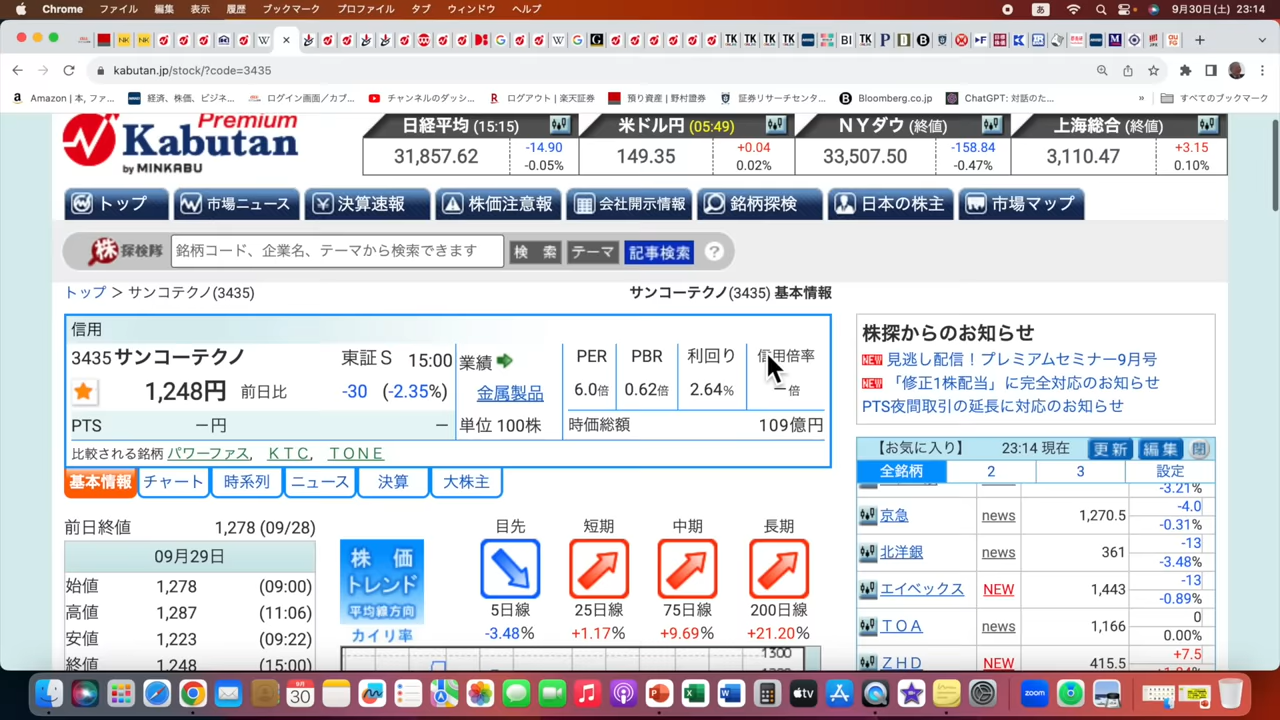 Chrome ファイル 編集 表示 履歴 ブックマーク プロファイル タブ ウィンドウ ヘルプ あ 9月30日(土) 23:14
kabutan.jp/stock/?code=3435
Amazon | 本, ファ... 経済、株価、ビジネ... ログイン画面／カブ... チャンネルのダッシ... ログアウト | 楽天証券 預り資産 | 野村證券 証券リサーチセンタ... Bloomberg.co.jp ChatGPT: 対話のた... » すべてのブックマーク
Premium
Kabutan
by MINKABU
日経平均 (15:15) 米ドル円 (05:49) ＮＹダウ (終値) 上海総合 (終値)
31,857.62 -14.90 -0.05% 149.35 +0.04 0.02% 33,507.50 -158.84 -0.47% 3,110.47 +3.15 0.10%
トップ 市場ニュース 決算速報 株価注意報 会社開示情報 銘柄探検 日本の株主 市場マップ
株探検隊 銘柄コード、企業名、テーマから検索できます 検 索 テーマ 記事検索 ?
トップ > サンコテクノ(3435) サンコーテクノ(3435) 基本情報
信用
3435 サンコーテクノ 東証Ｓ 15:00 業績
1,248円 前日比 -30 (-2.35%) 金属製品
PTS －円 － 単位 100株
PER PBR 利回り 信用倍率
6.0倍 0.62倍 2.64% －倍
時価総額 109億円
比較される銘柄 パワーファス, ＫＴＣ, ＴＯＮＥ
基本情報 チャート 時系列 ニュース 決算 大株主
前日終値 1,278 (09/28)
09月29日
始値 1,278 (09:00)
高値 1,287 (11:06)
安値 1,223 (09:22)
終値 1,248 (15:00)
株 価
トレンド
平均線方向
カイリ率
目先 短期 中期 長期
5日線 25日線 75日線 200日線
-3.48% +1.17% +9.69% +21.20%
1300
株探からのお知らせ
NEW 見逃し配信！プレミアムセミナー9月号
NEW 「修正1株配当」に完全対応のお知らせ
PTS夜間取引の延長に対応のお知らせ
【お気に入り】 23:14 現在 更新 編集 閉
全銘柄 2 3 設定
-3.21%
京急 news 1,270.5 -4.0 -0.31%
北洋銀 news 361 -13 -3.48%
エイベックス NEW 1,443 -13 -0.89%
ＴＯＡ news 1,166 0 0.00%
ＺＨＤ NEW 415.5 +7.5